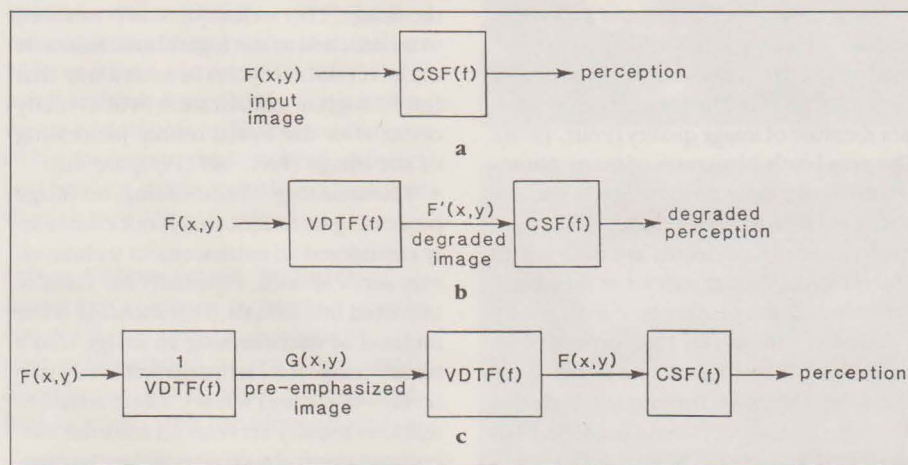 F(x,y)
input
image
CSF(f)
perception
a
F(x,y)
VDTF(f)
F'(x,y)
degraded
image
CSF(f)
degraded
perception
b
F(x,y)
1
VDTF(f)
G(x,y)
pre-emphasized
image
VDTF(f)
F(x,y)
CSF(f)
perception
c